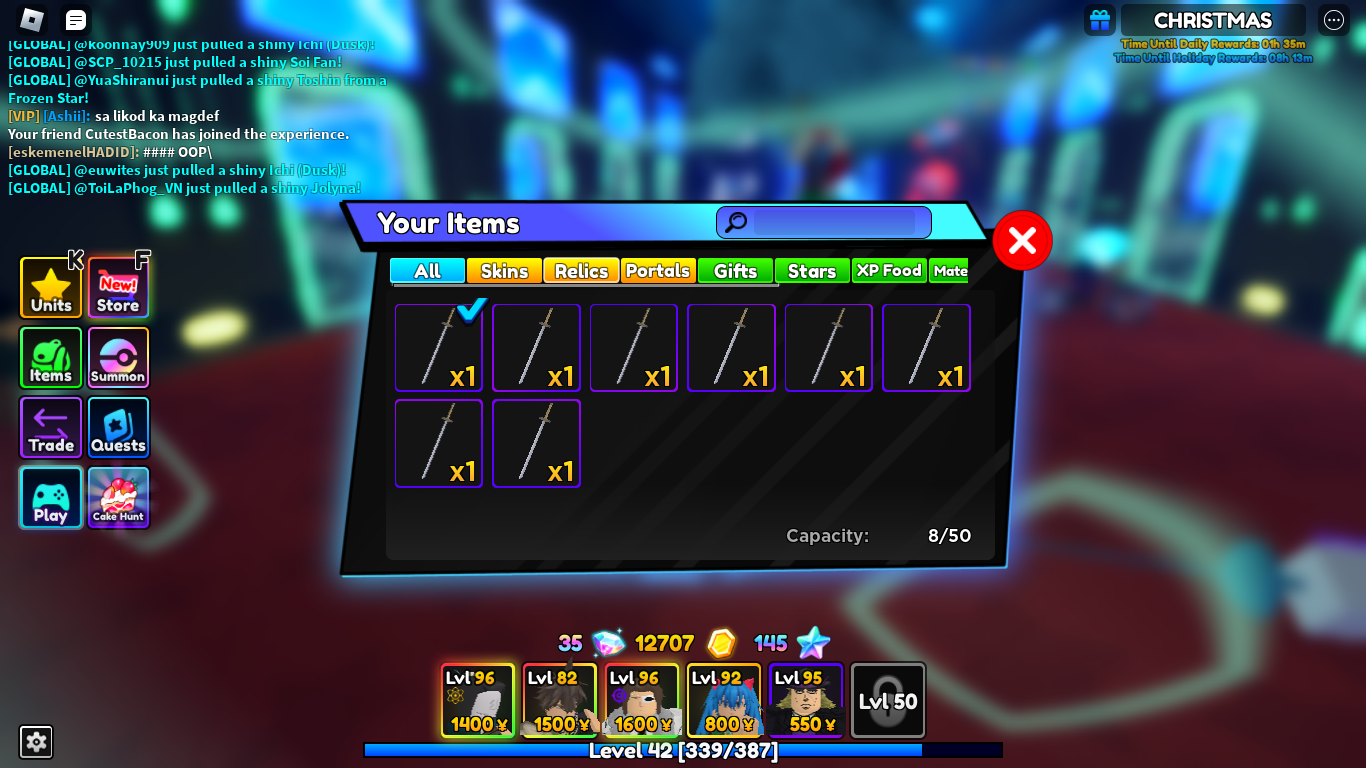 [GLOBAL] @koonnay909 just pulled a shiny Ichi (Dusk)!
[GLOBAL] @SCP_10215 just pulled a shiny Soi Fan!
[GLOBAL] @YuaShiranui just pulled a shiny Toshin from a
Frozen Star!
[VIP] [Ashii]: sa likod ka magdef
Your friend CutestBacon has joined the experience.
[eskemenelHADID]: #### OOP\
[GLOBAL] @euwites just pulled a shiny Ichi (Dusk)!
[GLOBAL] @ToiLaPhog_VN just pulled a shiny Jolyna!
CHRISTMAS
Time Until Daily Rewards: 01h 35m
Time Until Holiday Rewards: 08h 13m
Your Items
All Skins Relics Portals Gifts Stars XP Food Mate
x1 x1 x1 x1 x1 x1
x1 x1
Capacity: 8/50
K F
New!
Units Store
Items Summon
Trade Quests
Play Cake Hunt
35 12707 145
Lvl 96 Lvl 82 Lvl 96 Lvl 92 Lvl 95
Lvl 50
1400 ¥ 1500 ¥ 1600 ¥ 800 ¥ 550 ¥
Level 42 [339/387]